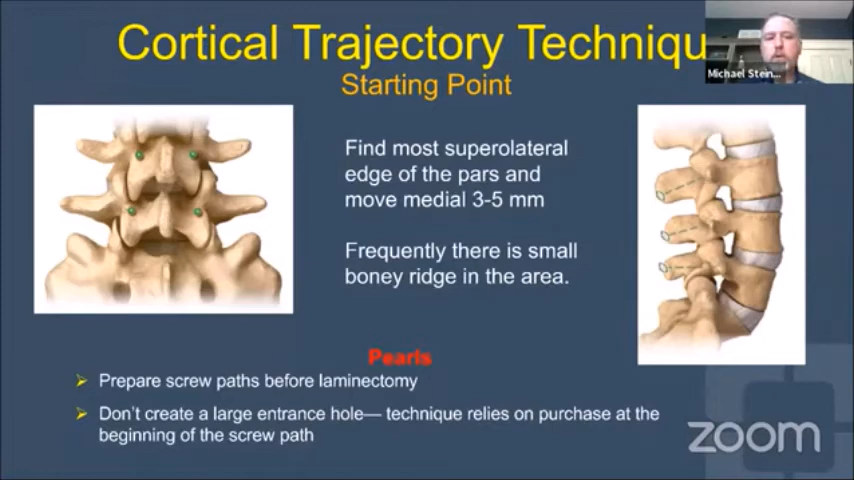 Cortical Trajectory Techniqu
Starting Point
Michael Stein...
Find most superolateral
edge of the pars and
move medial 3-5 mm
Frequently there is small
boney ridge in the area.
Pearls
Prepare screw paths before laminectomy
Don't create a large entrance hole— technique relies on purchase at the
beginning of the screw path
zoom